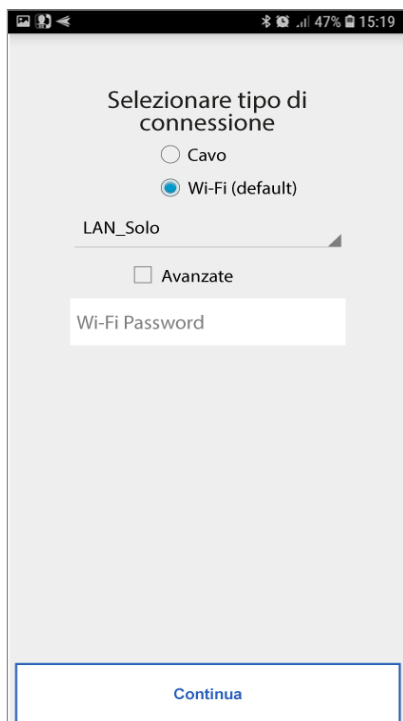 47% 15:19
Selezionare tipo di
connessione
Cavo
Wi-Fi (default)
LAN_Solo
Avanzate
Wi-Fi Password
Continua